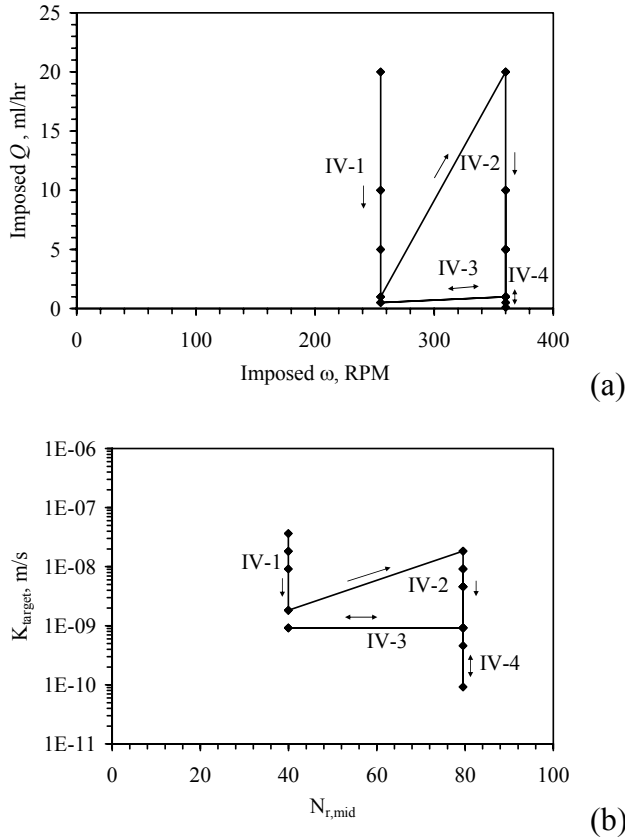 25
20
15
10
5
0
Imposed Q , ml/hr
IV-1
IV-2
IV-3
IV-4
0 100 200 300 400
Imposed ω, RPM
(a)
1E-06
1E-07
1E-08
1E-09
1E-10
1E-11
K_target, m/s
IV-1
IV-2
IV-3
IV-4
0 20 40 60 80 100
N_r,mid
(b)